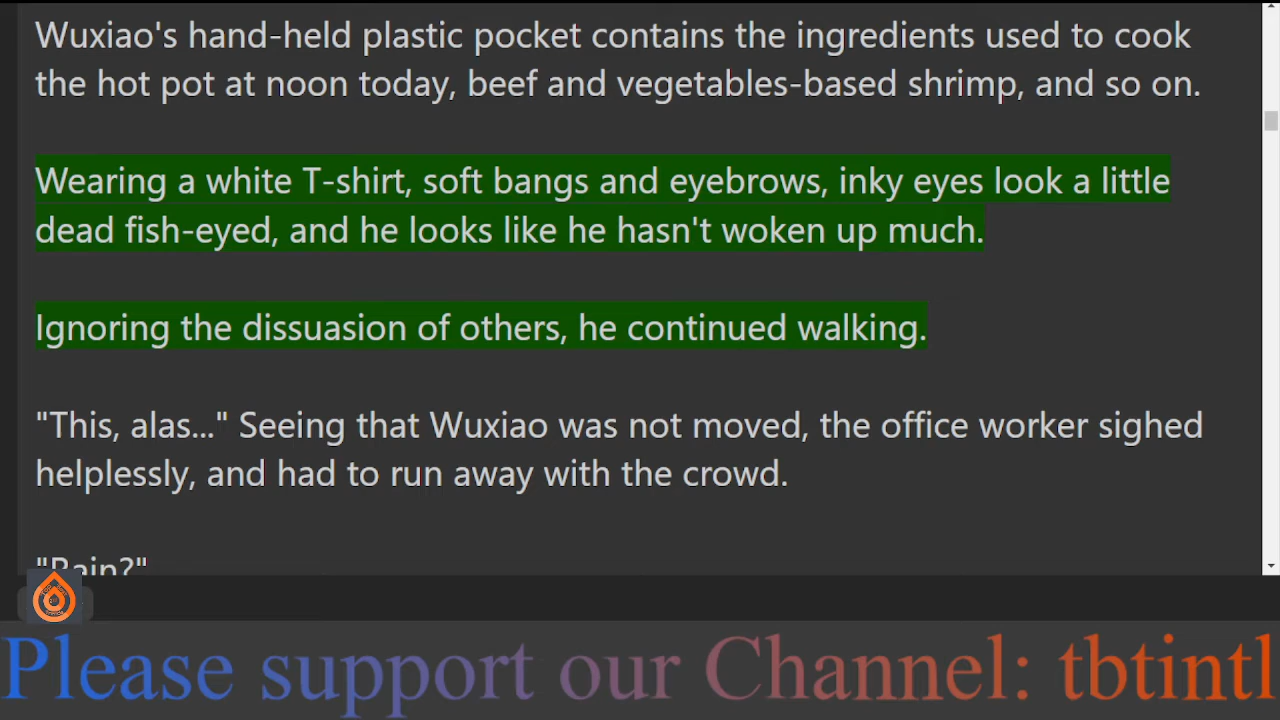 Wuxiao's hand-held plastic pocket contains the ingredients used to cook
the hot pot at noon today, beef and vegetables-based shrimp, and so on.
Wearing a white T-shirt, soft bangs and eyebrows, inky eyes look a little
dead fish-eyed, and he looks like he hasn't woken up much.
Ignoring the dissuasion of others, he continued walking.
"This, alas..." Seeing that Wuxiao was not moved, the office worker sighed
helplessly, and had to run away with the crowd.
"Rain?"
Please support our Channel: tbtintl